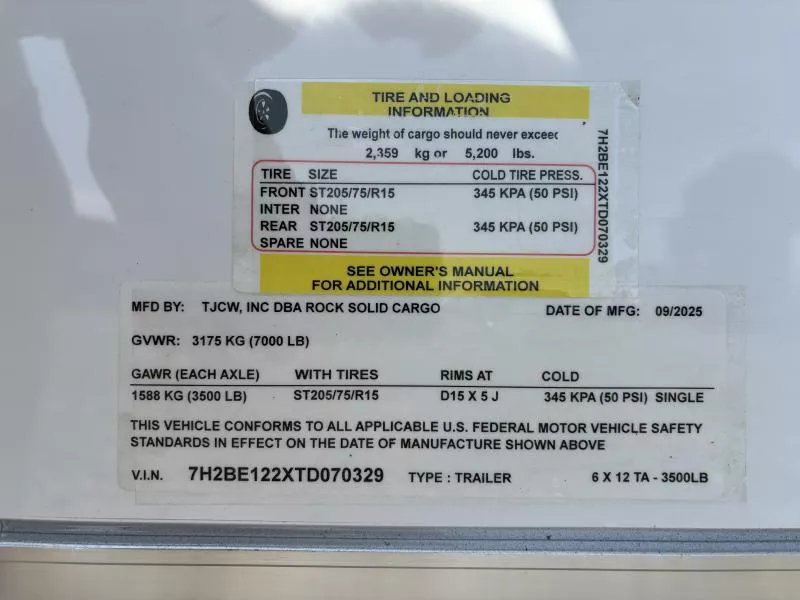 TIRE AND LOADING
INFORMATION
The weight of cargo should never exceec
2,359 kg or 5,200 lbs.
TIRE SIZE COLD TIRE PRESS.
FRONT ST205/75/R15 345 KPA (50 PSI)
INTER NONE
REAR ST205/75/R15 345 KPA (50 PSI)
SPARE NONE
7H2BE122XTD070329
SEE OWNER'S MANUAL
FOR ADDITIONAL INFORMATION
MFD BY: TJCW, INC DBA ROCK SOLID CARGO DATE OF MFG: 09/2025
GVWR: 3175 KG (7000 LB)
GAWR (EACH AXLE) WITH TIRES RIMS AT COLD
1588 KG (3500 LB) ST205/75/R15 D15 X 5 J 345 KPA (50 PSI) SINGLE
THIS VEHICLE CONFORMS TO ALL APPLICABLE U.S. FEDERAL MOTOR VEHICLE SAFETY
STANDARDS IN EFFECT ON THE DATE OF MANUFACTURE SHOWN ABOVE
V.I.N. 7H2BE122XTD070329 TYPE : TRAILER 6 X 12 TA - 3500LB